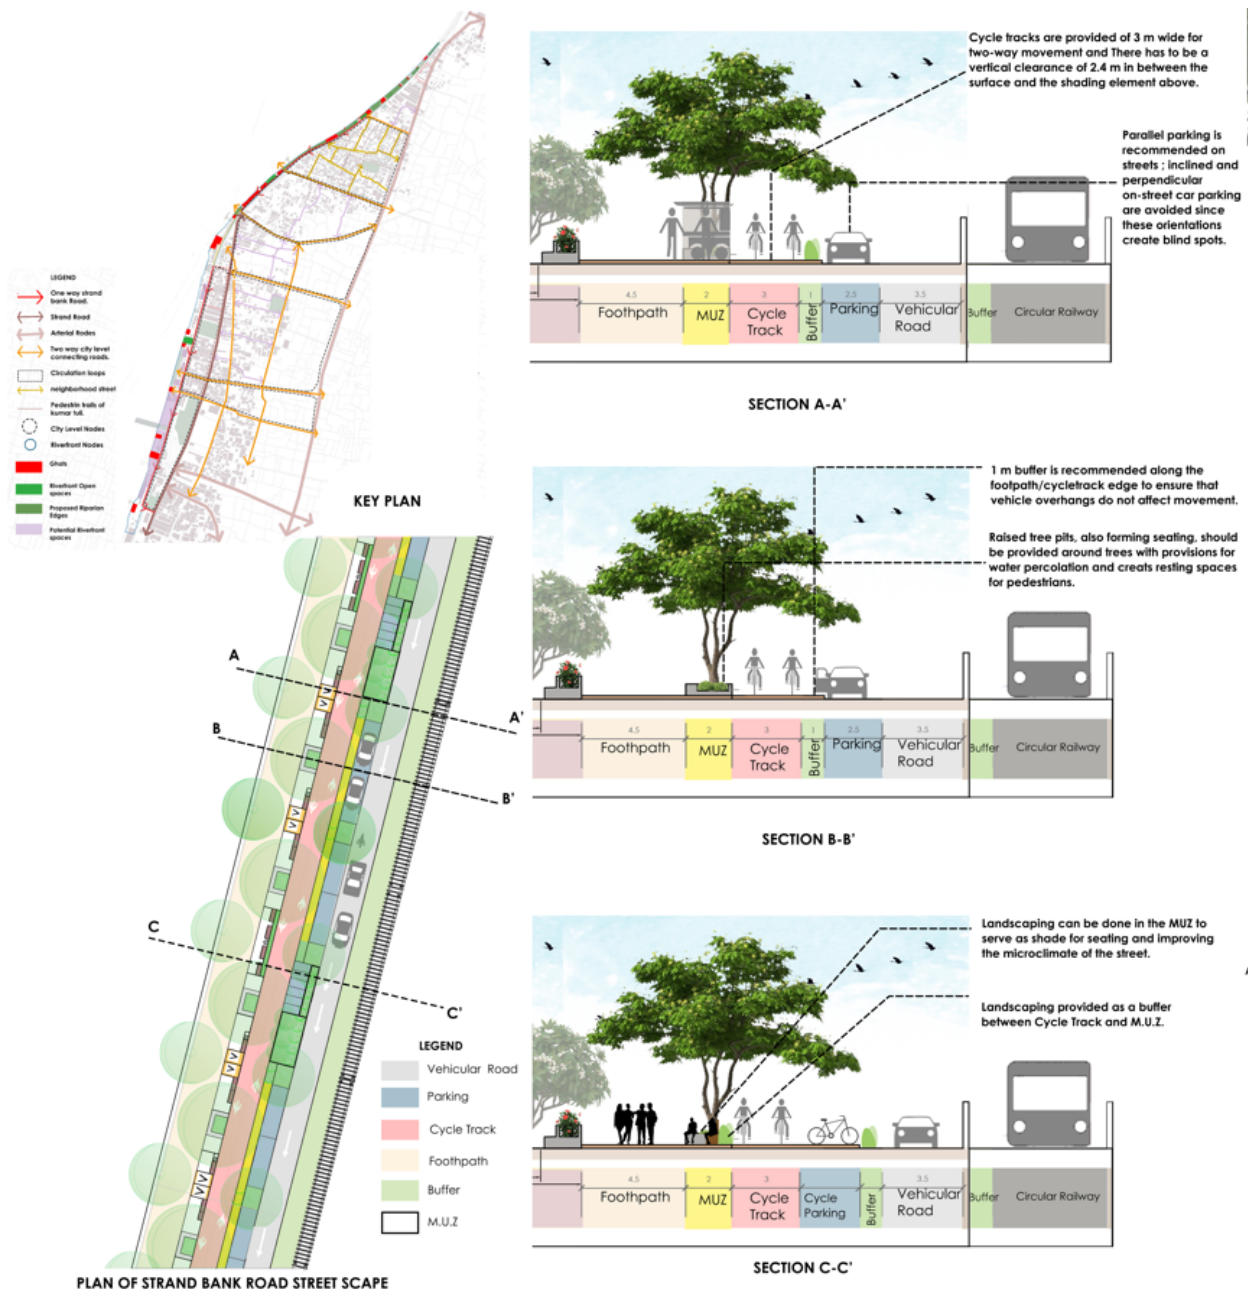 LEGEND
One way strand
bank Road.
Strand Road
Arterial Rodes
Two way city level
connecting roads.
Circulation loops
neighborhood street
Pedestrin trails of
kumar tuli.
City Level Nodes
Riverfront Nodes
Ghats
Riverfront Open
spaces
Proposed Riparian
Edges
Potential Riverfront
spaces
KEY PLAN
A
A'
B
B'
C
C'
LEGEND
Vehicular Road
Parking
Cycle Track
Footpath
Buffer
M.U.Z
PLAN OF STRAND BANK ROAD STREET SCAPE
Cycle tracks are provided of 3 m wide for
two-way movement and There has to be a
vertical clearance of 2.4 m in between the
surface and the shading element above.
Parallel parking is
recommended on
streets ; inclined and
perpendicular
on-street car parking
are avoided since
these orientations
create blind spots.
4.5
2
3
1
2.5
3.5
Foothpath
MUZ
Cycle
Track
Buffer
Parking
Vehicular
Road
Buffer
Circular Railway
SECTION A-A'
1 m buffer is recommended along the
footpath/cycletrack edge to ensure that
vehicle overhangs do not affect movement.
Raised tree pits, also forming seating, should
be provided around trees with provisions for
water percolation and creats resting spaces
for pedestrians.
4.5
2
3
1
2.5
3.5
Foothpath
MUZ
Cycle
Track
Buffer
Parking
Vehicular
Road
Buffer
Circular Railway
SECTION B-B'
Landscaping can be done in the MUZ to
serve as shade for seating and improving
the microclimate of the street.
Landscaping provided as a buffer
between Cycle Track and M.U.Z.
4.5
2
3
3.5
Foothpath
MUZ
Cycle
Track
Cycle
Parking
Buffer
Vehicular
Road
Buffer
Circular Railway
SECTION C-C'